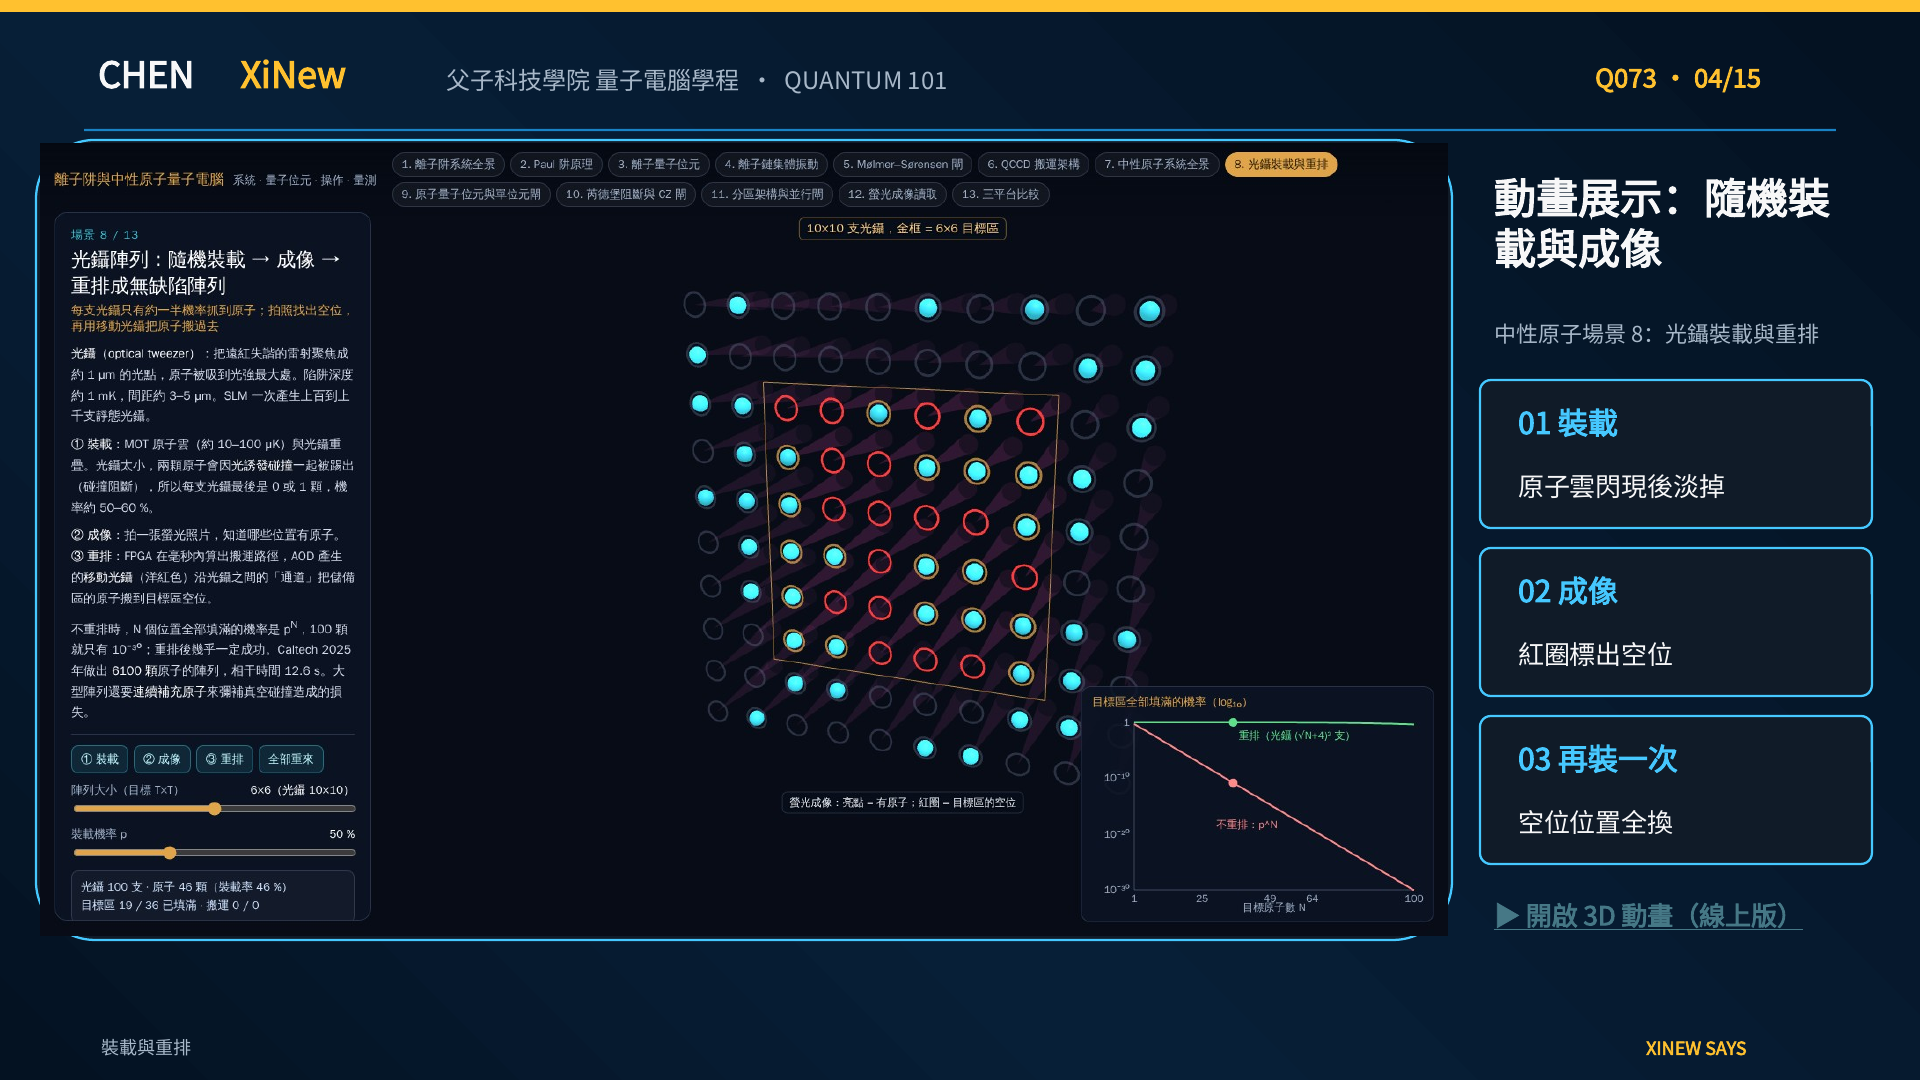 CHEN XiNew 父子科技學院 量子電腦學程 • QUANTUM 101 Q073 • 04/15
離子阱與中性原子量子電腦 系統 · 量子位元 · 操作 · 量測
1. 離子阱系統全景 2. Paul 阱原理 3. 離子量子位元 4. 離子鏈集體振動 5. Mølmer–Sørensen 閘 6. QCCD 搬運架構 7. 中性原子系統全景 8. 光鑷裝載與重排
9. 原子量子位元與單位元閘 10. 芮德堡阻斷與 CZ 閘 11. 分區架構與並行閘 12. 螢光成像讀取 13. 三平台比較
場景 8 / 13
光鑷陣列：隨機裝載 → 成像 →
重排成無缺陷陣列
每支光鑷只有約一半機率抓到原子；拍照找出空位，
再用移動光鑷把原子搬過去
光鑷（optical tweezer）：把遠紅失諧的雷射聚焦成
約 1 μm 的光點，原子被吸到光強最大處。陷阱深度
約 1 mK，間距約 3–5 μm。SLM 一次產生上百到上
千支靜態光鑷。
① 裝載：MOT 原子雲（約 10–100 μK）與光鑷重
疊。光鑷太小，兩顆原子會因光誘發碰撞一起被踢出
（碰撞阻斷），所以每支光鑷最後是 0 或 1 顆，機
率約 50–60 %。
② 成像：拍一張螢光照片，知道哪些位置有原子。
③ 重排：FPGA 在毫秒內算出搬運路徑，AOD 產生
的移動光鑷（洋紅色）沿光鑷之間的「通道」把儲備
區的原子搬到目標區空位。
不重排時，N 個位置全部填滿的機率是 pᴺ，100 顆
就只有 10⁻³⁰；重排後幾乎一定成功。Caltech 2025
年做出 6100 顆原子的陣列，相干時間 12.6 s。大
型陣列還要連續補充原子來彌補真空碰撞造成的損
失。
① 裝載 ② 成像 ③ 重排 全部重來
陣列大小（目標 T×T） 6×6（光鑷 10×10）
裝載機率 p 50 %
光鑷 100 支 · 原子 46 顆（裝載率 46 %）
目標區 19 / 36 已填滿 · 搬運 0 / 0
10×10 支光鑷，金框 = 6×6 目標區
螢光成像：亮點 = 有原子；紅圈 = 目標區的空位
目標區全部填滿的機率（log₁₀）
1
重排（光鑷 (√N+4)² 支）
10⁻¹⁰
不重排：p^N
10⁻²⁰
10⁻³⁰
1 25 49 64 100
目標原子數 N
動畫展示：隨機裝
載與成像
中性原子場景 8：光鑷裝載與重排
01 裝載
原子雲閃現後淡掉
02 成像
紅圈標出空位
03 再裝一次
空位位置全換
▶ 開啟 3D 動畫（線上版）
裝載與重排
XINEW SAYS